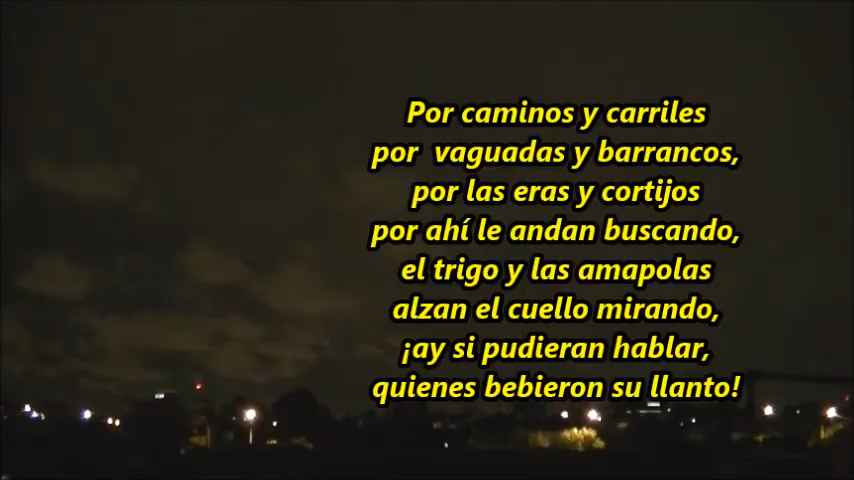 Por caminos y carriles
por vaguadas y barrancos,
por las eras y cortijos
por ahí le andan buscando,
el trigo y las amapolas
alzan el cuello mirando,
¡ay si pudieran hablar,
quienes bebieron su llanto!